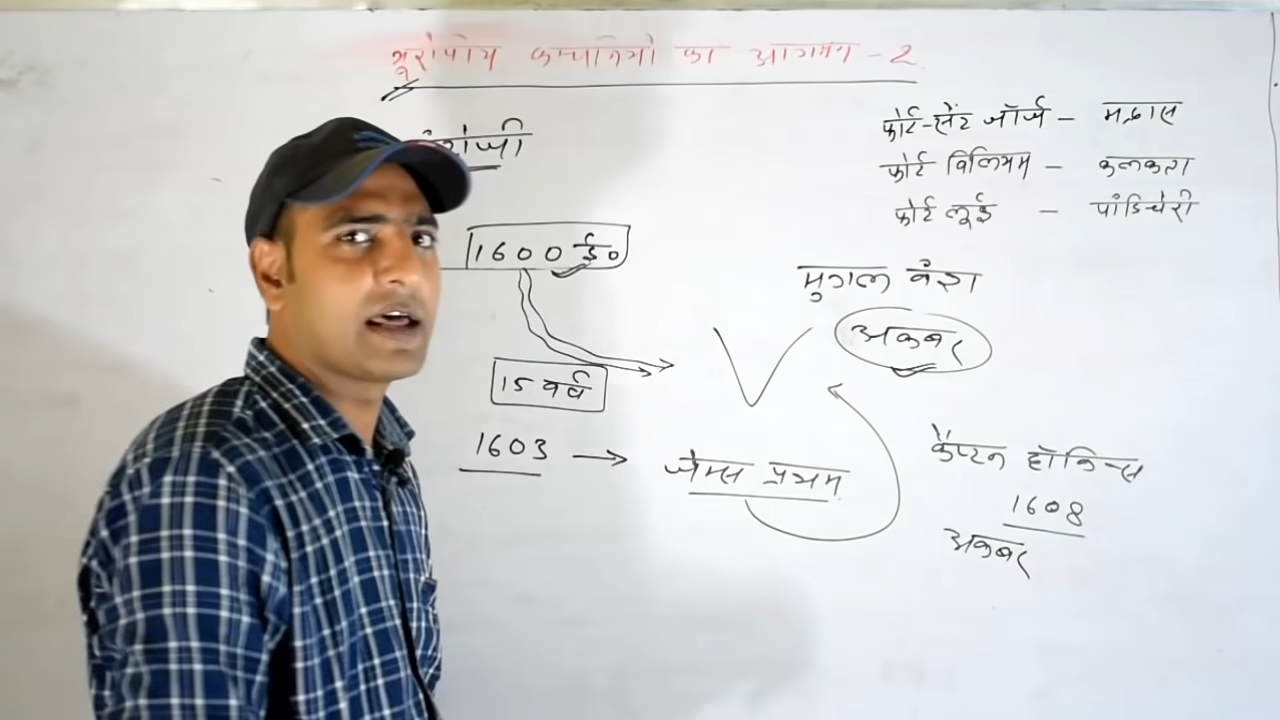 यूरोपीय कम्पनियों का आगमन - 2
फोर्ट-सेंट जॉर्ज - मद्रास
फोर्ट विलियम - कलकत्ता
फोर्ट लूई - पांडिचेरी
1600 ई०
मुगल वंश
अकबर
15 वर्ष
1603 → जेम्स प्रथम
कैप्टन हॉकिन्स
1608
अकबर